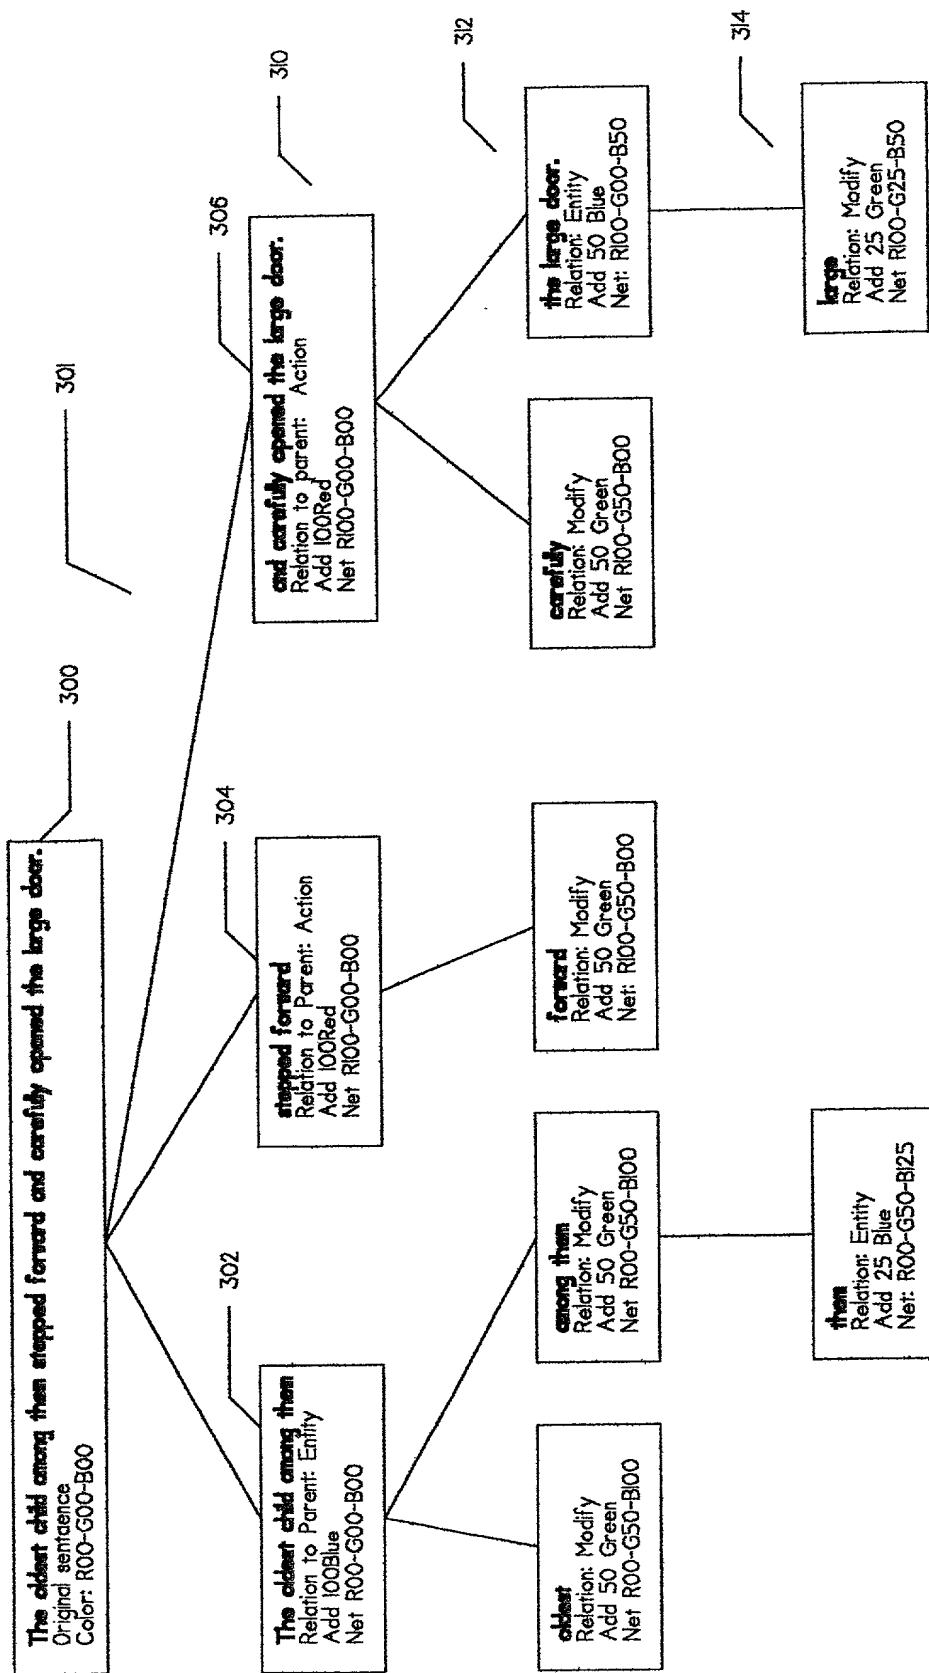 300
The oldest child among them stepped forward and carefully opened the large door.
Original sentaence
Color: R00-G00-B00
301
302
The oldest child among them
Relation to Parent: Entity
Add 100Blue
Net R00-G00-B00
304
stepped forward
Relation to Parent: Action
Add 100Red
Net R100-G00-B00
306
and carefully opened the large door.
Relation to parent: Action
Add 100Red
Net R100-G00-B00
310
oldest
Relation: Modify
Add 50 Green
Net R00-G50-B100
among them
Relation: Modify
Add 50 Green
Net R00-G50-B100
forward
Relation: Modify
Add 50 Green
Net: R100-G50-B00
carefully
Relation: Modify
Add 50 Green
Net R100-G50-B00
the large door.
Relation: Entity
Add 50 Blue
Net: R100-G00-B50
312
them
Relation: Entity
Add 25 Blue
Net: R00-G50-B125
large
Relation: Modify
Add 25 Green
Net R100-G25-B50
314